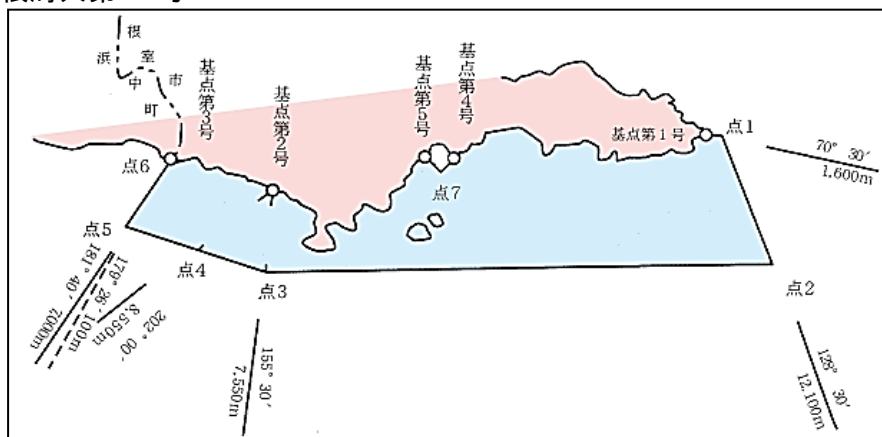 根室市
浜中町
基点第3号
基点第2号
基点第5号
基点第4号
基点第1号
点1
70° 30′
1.600m
点6
点7
点5
点4
点3
点2
181° 40′ 7000m
179° 26′ 100m
8,550m
202° 00′
155° 30′
7.550m
128° 30′
12.100m